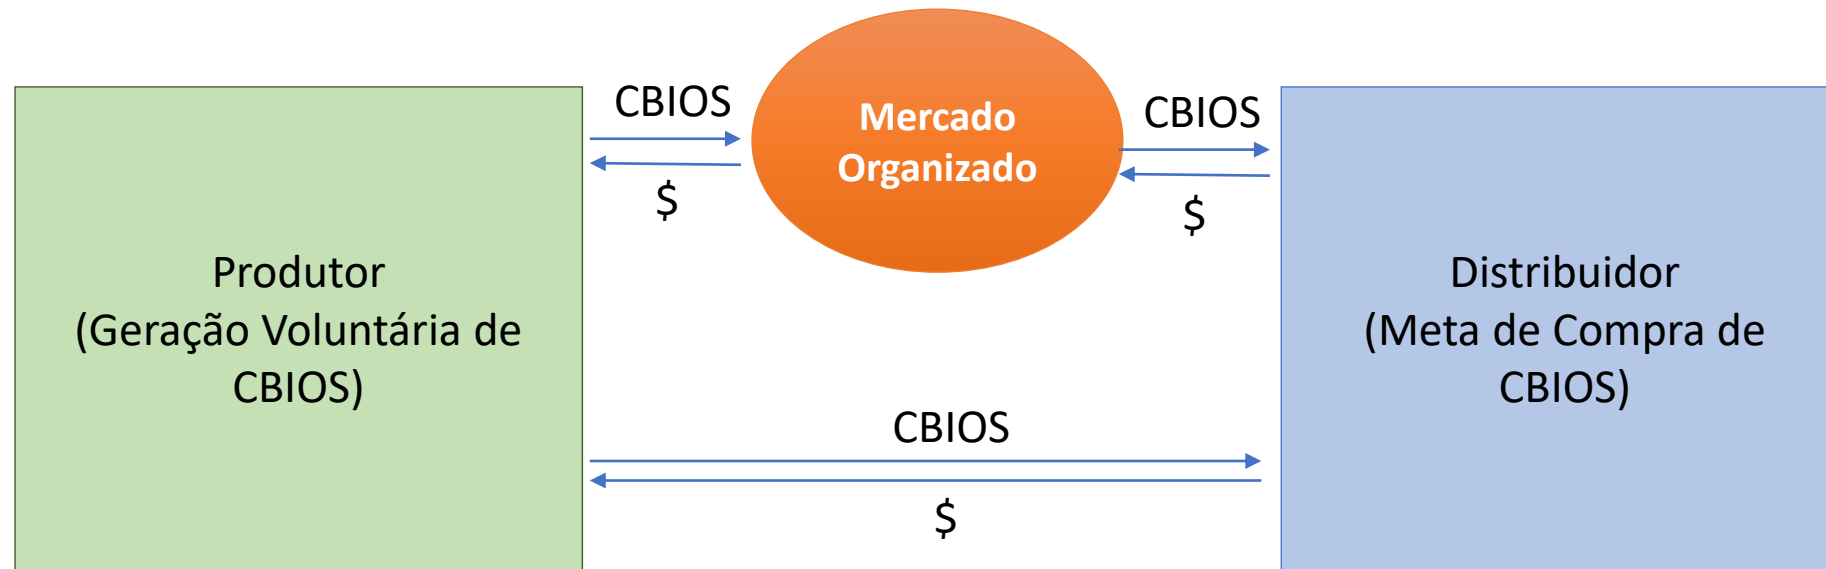 CBIOS
Mercado
Organizado
CBIOS
$
$
Produtor
(Geração Voluntária de
CBIOS)
Distribuidor
(Meta de Compra de
CBIOS)
CBIOS
$